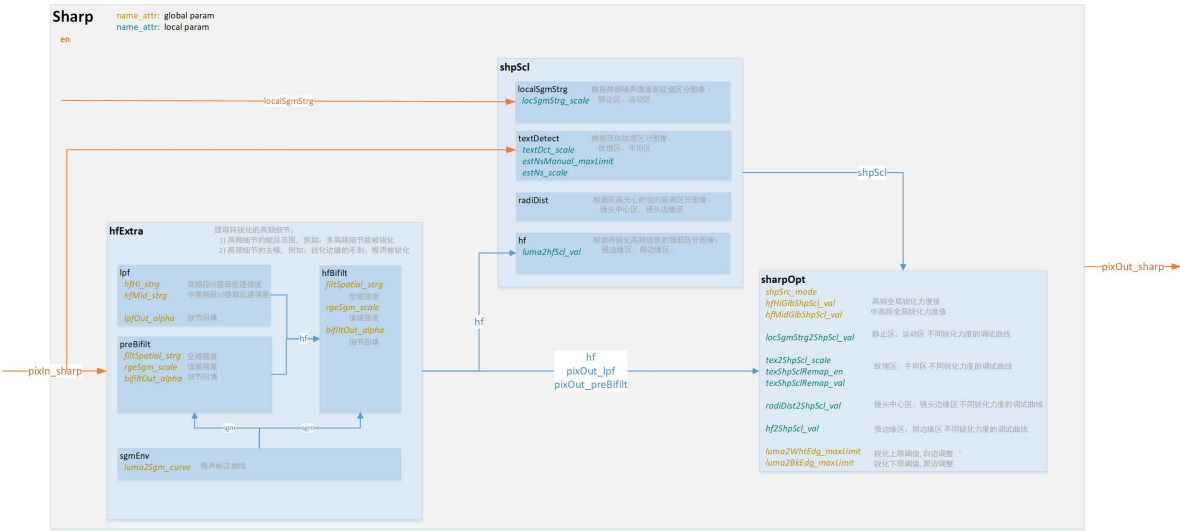 Sharp
name_attr: global param
name_attr: local param
en
shpScl
localSgmStrg
localSgmStrg 根据局部噪声强度表征值区分图像，
locSgmStrg_scale 静止区、运动区
textDetect 根据预估纹理区分图像：
textDct_scale 纹理区、平坦区
estNsManual_maxLimit
estNs_scale
shpScl
radiDist 根据距离光心的径向距离区分图像：
镜头中心区、镜头边缘区
hfExtra 提取待锐化的高频细节：
1) 高频细节的频段范围，例如：多高频细节能被锐化
2) 高频细节的去噪，例如：锐化边缘的毛刺、噪声被锐化
hf 根据待锐化高频信息的强弱区分图像：
luma2hfScl_val 强边缘区、弱边缘区、
pixOut_sharp
lpf
hfHi_strg 高频段hf提取低通强度
hfMid_strg 中高频段hf提取低通强度
lpfOut_alpha 细节回填
hfBifilt
filtSpatial_strg
空域强度
rgeSgm_scale
值域强度
bifiltOut_alpha
细节回填
hf
hf
preBifilt
filtSpatial_strg 空域强度
rgeSgm_scale 值域强度
bifiltOut_alpha 细节回填
pixIn_sharp
hf
pixOut_lpf
pixOut_preBifilt
sgm
sgm
sgmEnv
luma2Sgm_curve 噪声标定曲线
sharpOpt
shpSrc_mode
hfHiGlbShpScl_val 高频全局锐化力度值
hfMidGlbShpScl_val 中高频全局锐化力度值
locSgmStrg2ShpScl_val 静止区、运动区 不同锐化力度的调试曲线
tex2ShpScl_scale
texShpSclRemap_en 纹理区、平坦区 不同锐化力度的调试曲线
texShpSclRemap_val
radiDist2ShpScl_val 镜头中心区、镜头边缘区 不同锐化力度的调试曲线
hf2ShpScl_val 强边缘区、弱边缘区 不同锐化力度的调试曲线
luma2WhtEdg_maxLimit 锐化上限阈值,白边调整
luma2BkEdg_maxLimit 锐化下限阈值,黑边调整